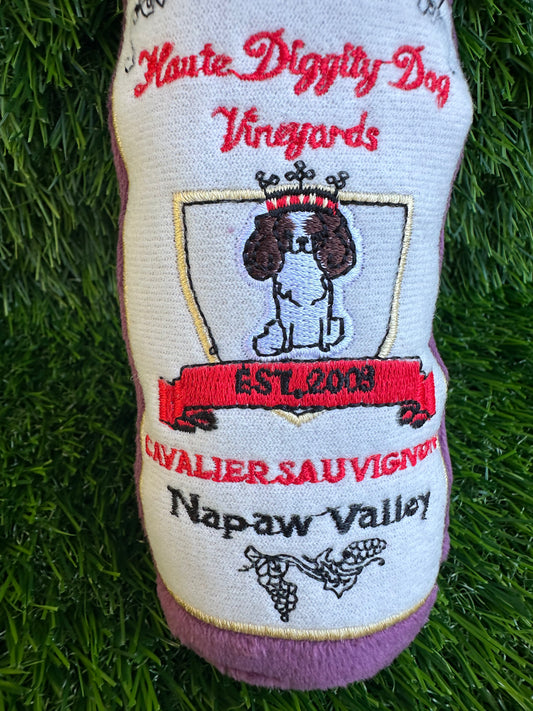 Haute Diggity Dog
Vineyards
EST. 2003
CAVALIER SAUVIGNON
Napaw Valley